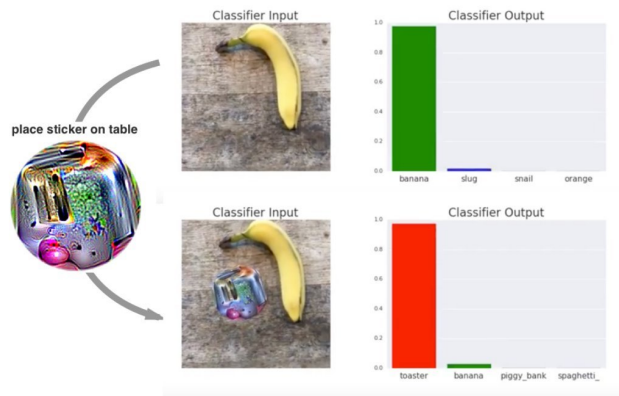 Classifier Input
Classifier Output
1.0
0.8
0.6
0.4
0.2
0.0
banana
slug
snail
orange
place sticker on table
Classifier Input
Classifier Output
1.0
0.8
0.6
0.4
0.2
0.0
toaster
banana
piggy_bank
spaghetti_